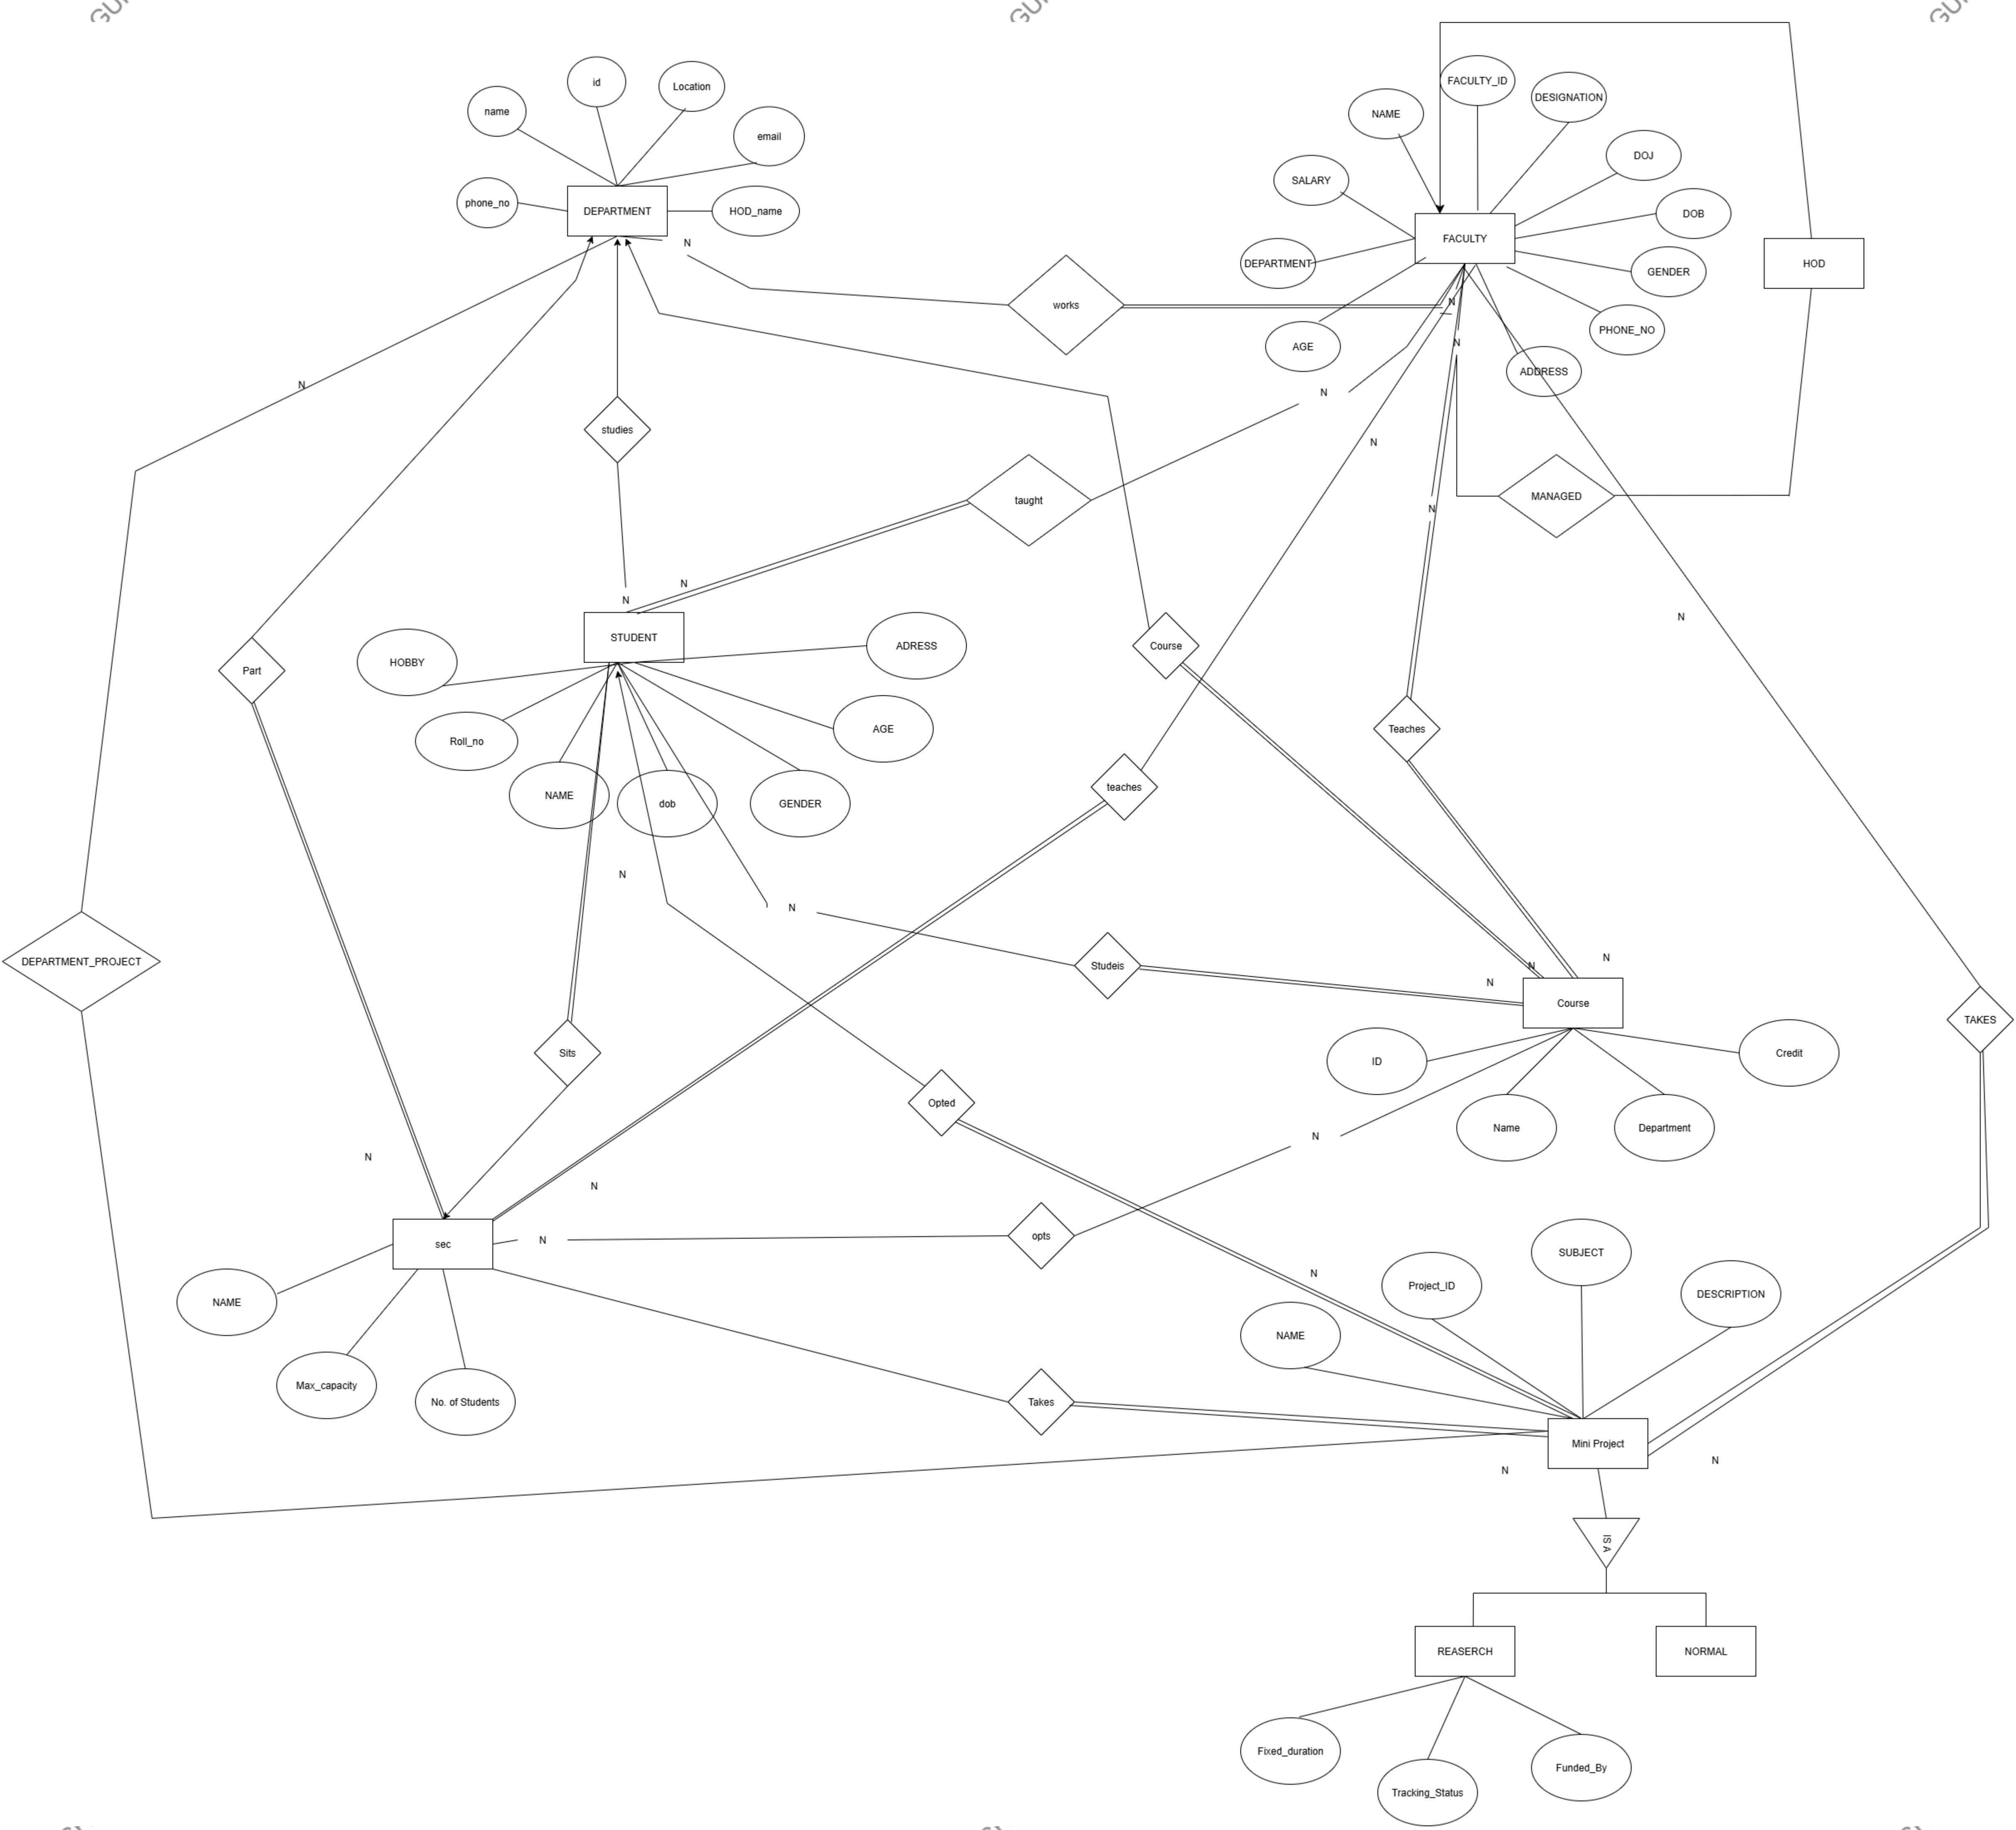 id
Location
name
email
phone_no
DEPARTMENT
HOD_name
N
FACULTY_ID
DESIGNATION
NAME
DOJ
SALARY
DOB
FACULTY
DEPARTMENT
GENDER
HOD
works
N
PHONE_NO
AGE
N
ADDRESS
N
N
studies
N
taught
MANAGED
N
N
N
N
STUDENT
Course
ADRESS
HOBBY
Part
Roll_no
AGE
Teaches
NAME
dob
GENDER
teaches
N
N
DEPARTMENT_PROJECT
Studeis
N
N
N
Course
TAKES
Sits
ID
Credit
Opted
Name
Department
N
N
N
sec
N
opts
NAME
N
SUBJECT
Project_ID
DESCRIPTION
NAME
Max_capacity
No. of Students
Takes
Mini Project
N
N
IS A
REASERCH
NORMAL
Fixed_duration
Tracking_Status
Funded_By